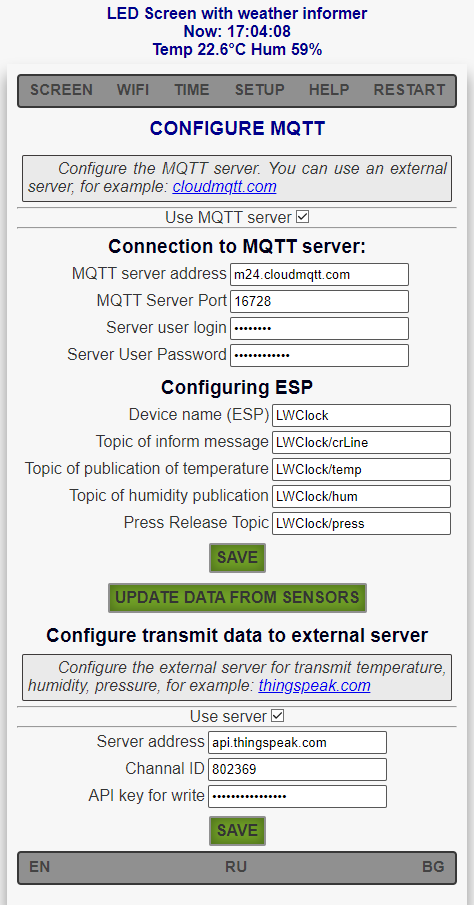 LED Screen with weather informer
Now: 17:04:08
Temp 22.6°C Hum 59%
SCREEN WIFI TIME SETUP HELP RESTART
CONFIGURE MQTT
Configure the MQTT server. You can use an external
server, for example: cloudmqtt.com
Use MQTT server
Connection to MQTT server:
MQTT server address m24.cloudmqtt.com
MQTT Server Port 16728
Server user login ••••••••
Server User Password ••••••••••••
Configuring ESP
Device name (ESP) LWClock
Topic of inform message LWClock/crLine
Topic of publication of temperature LWClock/temp
Topic of humidity publication LWClock/hum
Press Release Topic LWClock/press
SAVE
UPDATE DATA FROM SENSORS
Configure transmit data to external server
Configure the external server for transmit temperature,
humidity, pressure, for example: thingspeak.com
Use server
Server address api.thingspeak.com
Channal ID 802369
API key for write ••••••••••••••••
SAVE
EN RU BG